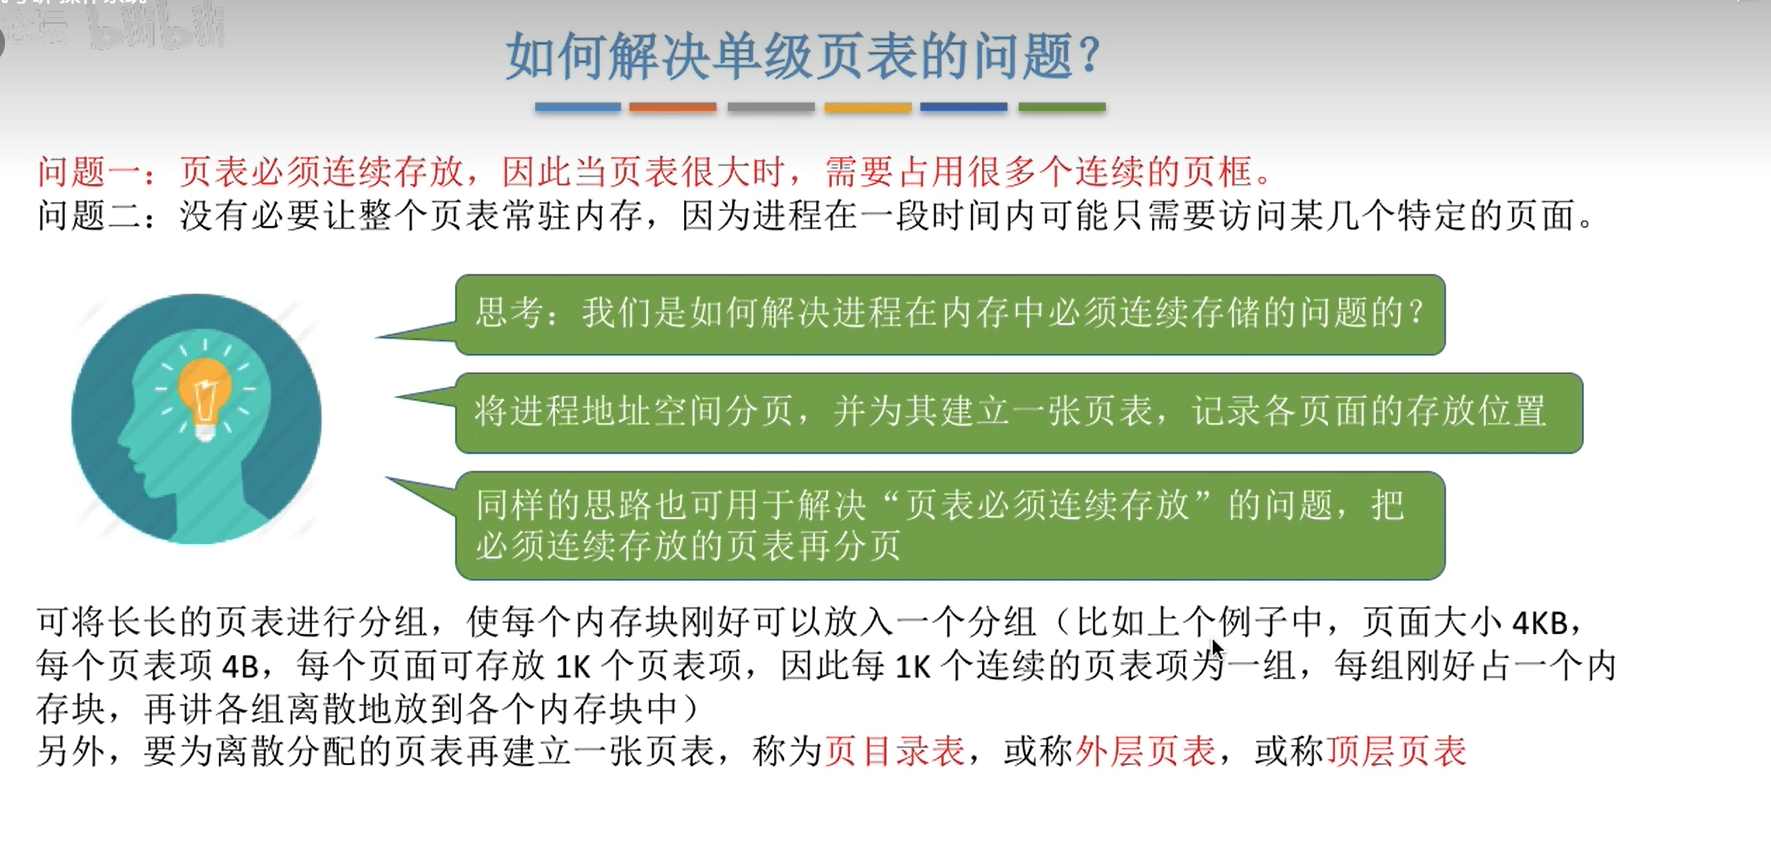 bilibili
如何解决单级页表的问题？
问题一：页表必须连续存放，因此当页表很大时，需要占用很多个连续的页框。
问题二：没有必要让整个页表常驻内存，因为进程在一段时间内可能只需要访问某几个特定的页面。
思考：我们是如何解决进程在内存中必须连续存储的问题的？
将进程地址空间分页，并为其建立一张页表，记录各页面的存放位置
同样的思路也可用于解决“页表必须连续存放”的问题，把
必须连续存放的页表再分页
可将长长的页表进行分组，使每个内存块刚好可以放入一个分组（比如上个例子中，页面大小 4KB，
每个页表项 4B，每个页面可存放 1K 个页表项，因此每 1K 个连续的页表项为一组，每组刚好占一个内
存块，再讲各组离散地放到各个内存块中）
另外，要为离散分配的页表再建立一张页表，称为页目录表，或称外层页表，或称顶层页表